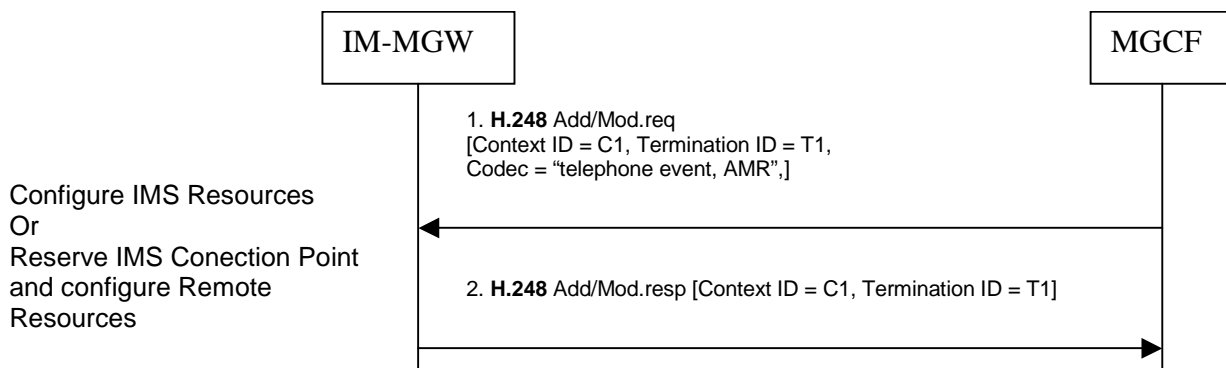 IM-MGW
MGCF
1. H.248 Add/Mod.req
[Context ID = C1, Termination ID = T1,
Codec = “telephone event, AMR”,]
Configure IMS Resources
Or
Reserve IMS Conection Point
and configure Remote
Resources
2. H.248 Add/Mod.resp [Context ID = C1, Termination ID = T1]